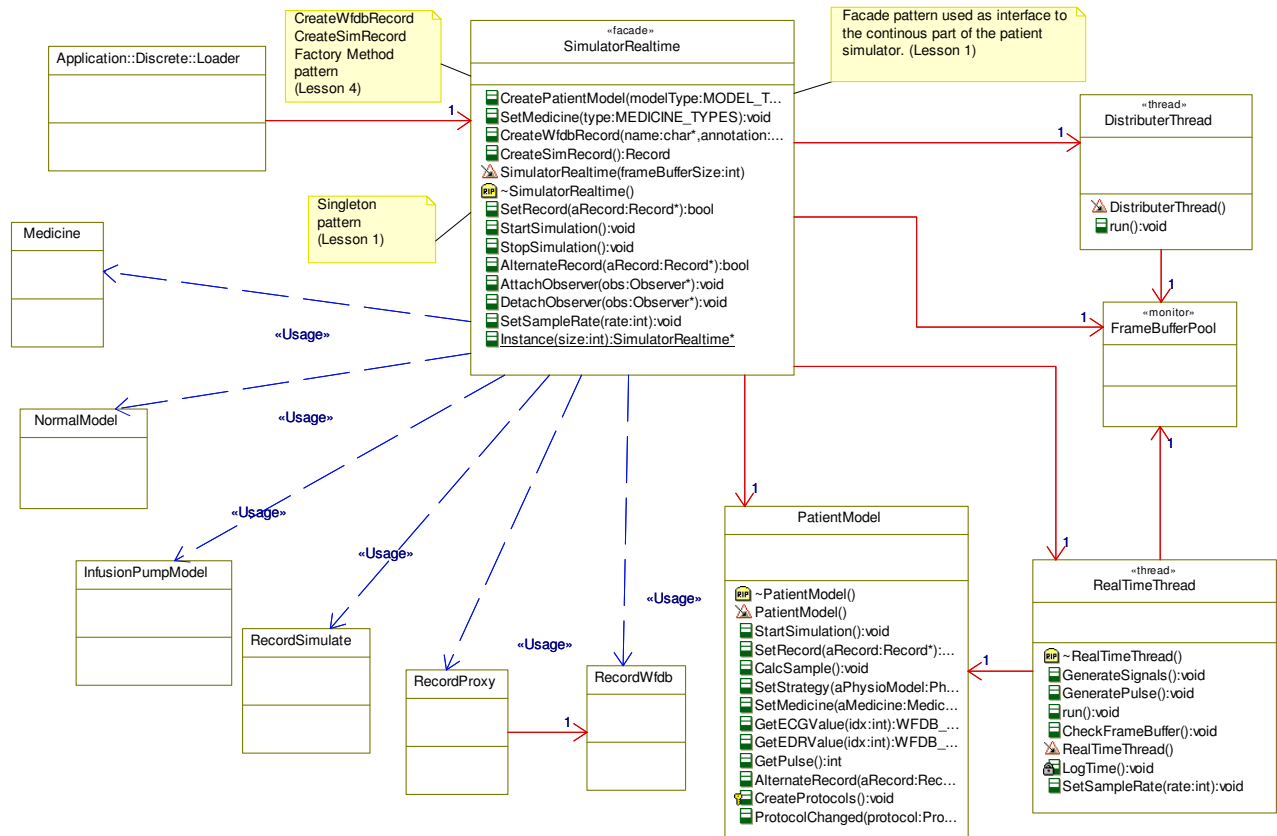 CreateWfdbRecord
CreateSimRecord
Factory Method
pattern
(Lesson 4)
«facade»
SimulatorRealtime
Facade pattern used as interface to
the continous part of the patient
simulator. (Lesson 1)
Application::Discrete::Loader
1
CreatePatientModel(modelType:MODEL_T...
SetMedicine(type:MEDICINE_TYPES):void
CreateWfdbRecord(name:char*,annotation:...
CreateSimRecord():Record
SimulatorRealtime(frameBufferSize:int)
RIP ~SimulatorRealtime()
SetRecord(aRecord:Record*):bool
StartSimulation():void
StopSimulation():void
AlternateRecord(aRecord:Record*):bool
AttachObserver(obs:Observer*):void
DetachObserver(obs:Observer*):void
SetSampleRate(rate:int):void
Instance(size:int):SimulatorRealtime*
Singleton
pattern
(Lesson 1)
1
«thread»
DistributerThread
DistributerThread()
run():void
1
1
«monitor»
FrameBufferPool
1
Medicine
«Usage»
NormalModel
«Usage»
InfusionPumpModel
«Usage»
RecordSimulate
«Usage»
RecordProxy
«Usage»
1
RecordWfdb
«Usage»
1
PatientModel
RIP ~PatientModel()
PatientModel()
StartSimulation():void
SetRecord(aRecord:Record*):...
CalcSample():void
SetStrategy(aPhysioModel:Ph...
SetMedicine(aMedicine:Medic...
GetECGValue(idx:int):WFDB_...
GetEDRValue(idx:int):WFDB_...
GetPulse():int
AlternateRecord(aRecord:Rec...
CreateProtocols():void
ProtocolChanged(protocol:Pro...
1
1
«thread»
RealTimeThread
RIP ~RealTimeThread()
GenerateSignals():void
GeneratePulse():void
run():void
CheckFrameBuffer():void
RealTimeThread()
LogTime():void
SetSampleRate(rate:int):void